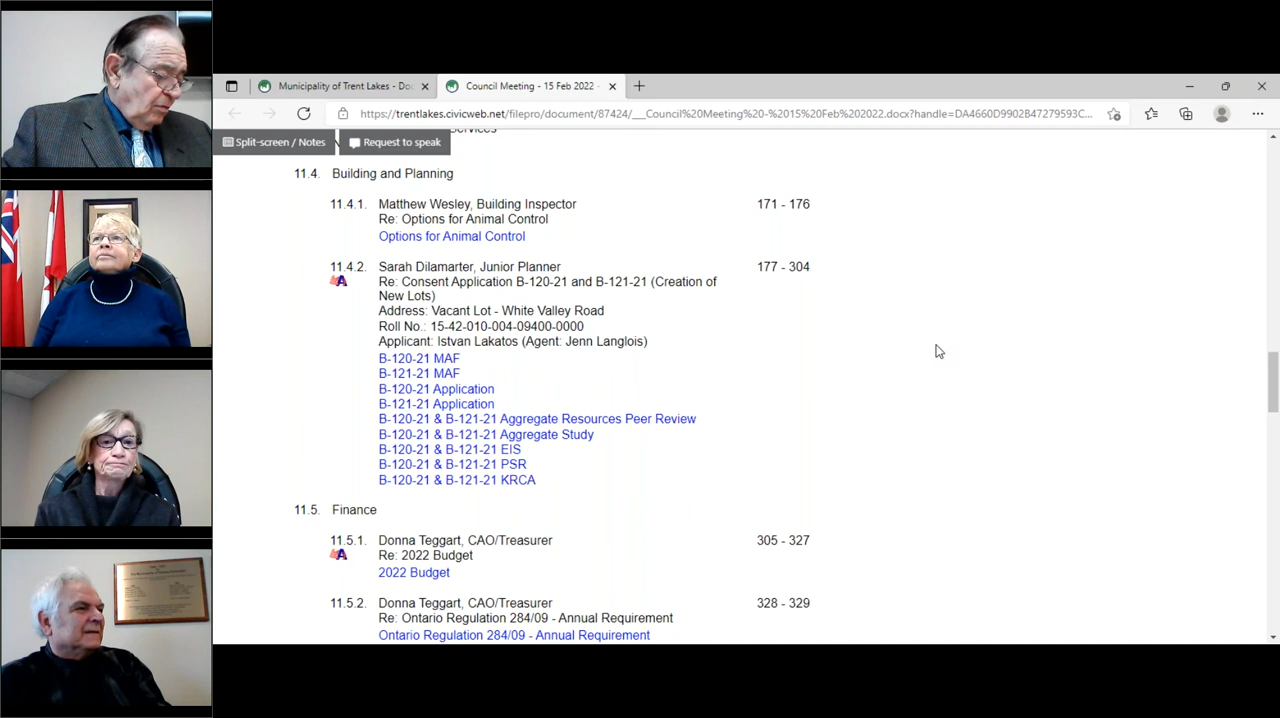 Municipality of Trent Lakes - Doc
Council Meeting - 15 Feb 2022 -
https://trentlakes.civicweb.net/filepro/document/87424/___Council%20Meeting%20-%2015%20Feb%202022.docx?handle=DA4660D9902B47279593C...
Split-screen / Notes
Request to speak
Services
11.4. Building and Planning
11.4.1. Matthew Wesley, Building Inspector 171 - 176
Re: Options for Animal Control
Options for Animal Control
11.4.2. Sarah Dilamarter, Junior Planner 177 - 304
A
Re: Consent Application B-120-21 and B-121-21 (Creation of
New Lots)
Address: Vacant Lot - White Valley Road
Roll No.: 15-42-010-004-09400-0000
Applicant: Istvan Lakatos (Agent: Jenn Langlois)
B-120-21 MAF
B-121-21 MAF
B-120-21 Application
B-121-21 Application
B-120-21 & B-121-21 Aggregate Resources Peer Review
B-120-21 & B-121-21 Aggregate Study
B-120-21 & B-121-21 EIS
B-120-21 & B-121-21 PSR
B-120-21 & B-121-21 KRCA
11.5. Finance
11.5.1. Donna Teggart, CAO/Treasurer 305 - 327
A
Re: 2022 Budget
2022 Budget
11.5.2. Donna Teggart, CAO/Treasurer 328 - 329
Re: Ontario Regulation 284/09 - Annual Requirement
Ontario Regulation 284/09 - Annual Requirement